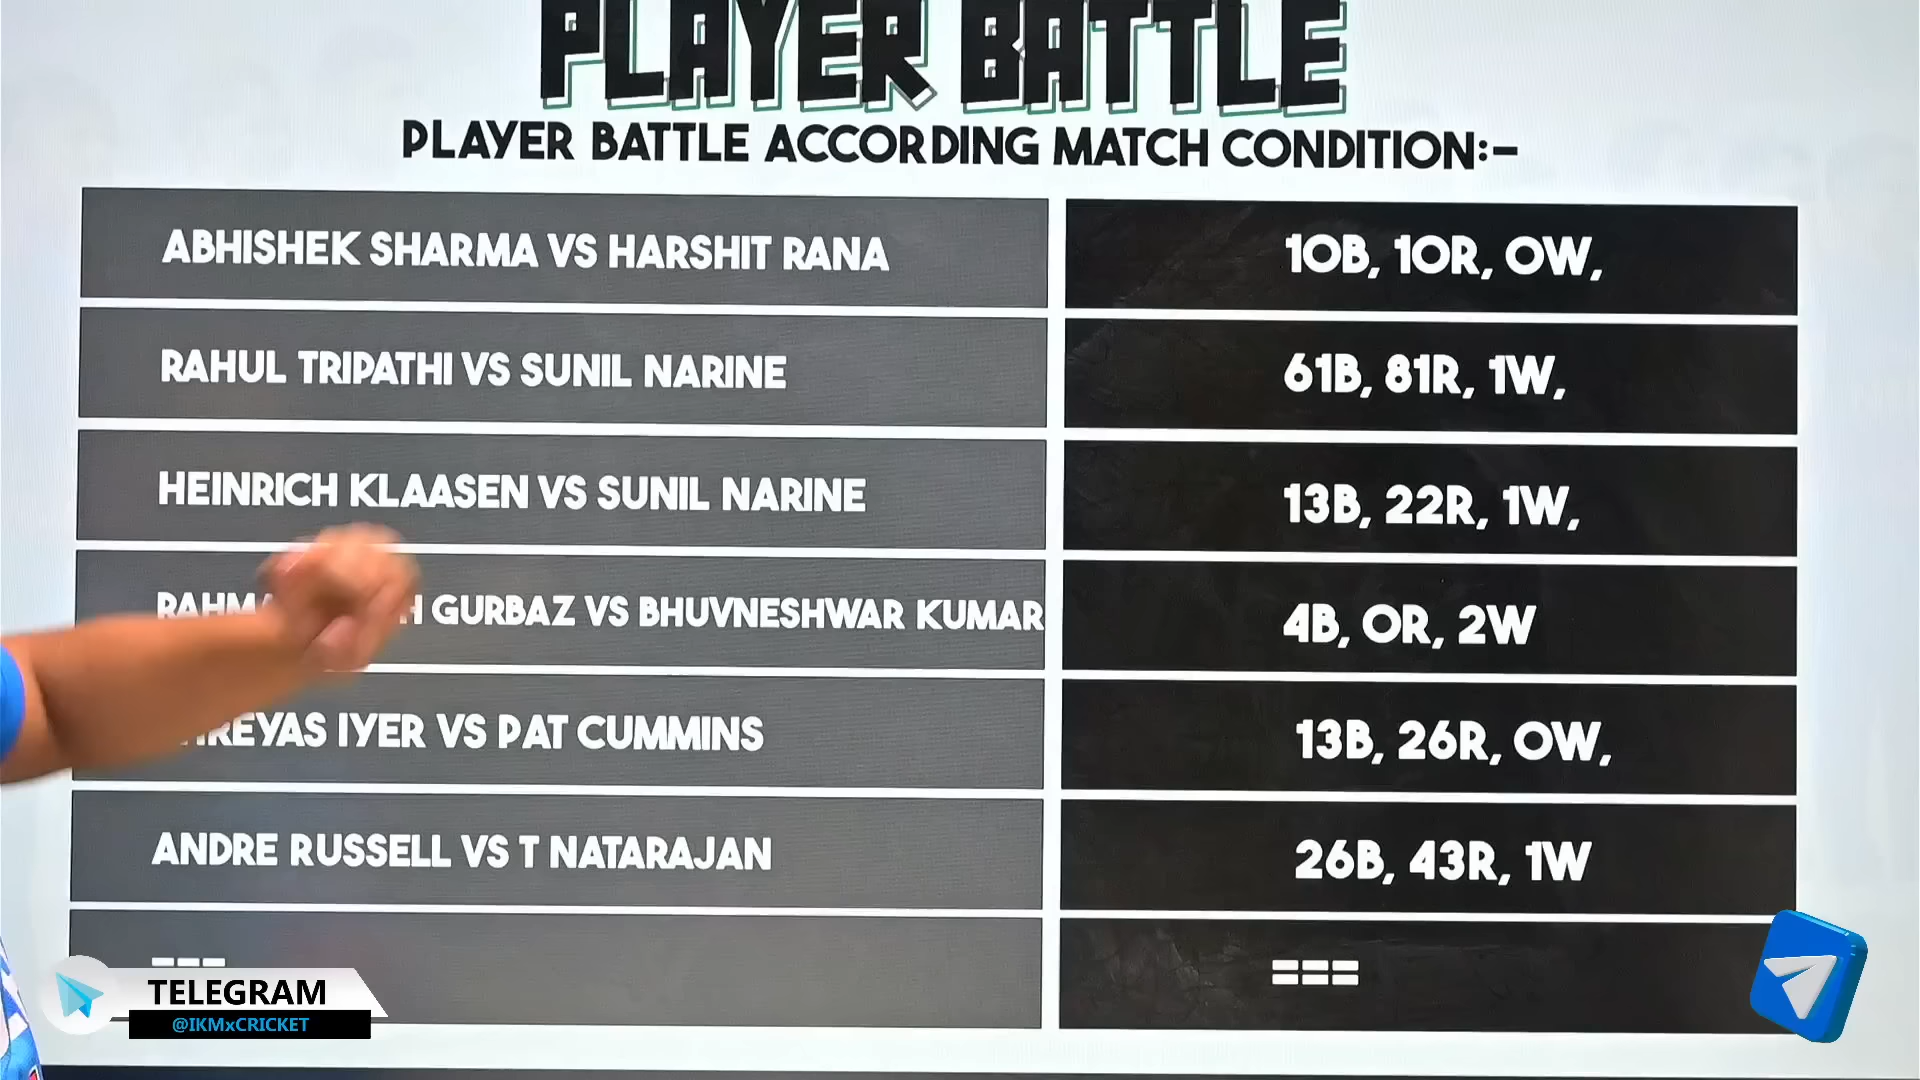 PLAYER BATTLE
PLAYER BATTLE ACCORDING MATCH CONDITION:-
ABHISHEK SHARMA VS HARSHIT RANA
10B, 10R, 0W,
RAHUL TRIPATHI VS SUNIL NARINE
61B, 81R, 1W,
HEINRICH KLAASEN VS SUNIL NARINE
13B, 22R, 1W,
GURBAZ VS BHUVNESHWAR KUMAR
4B, 0R, 2W
IYER VS PAT CUMMINS
13B, 26R, 0W,
ANDRE RUSSELL VS T NATARAJAN
26B, 43R, 1W
===
===
TELEGRAM
@IKMxCRICKET